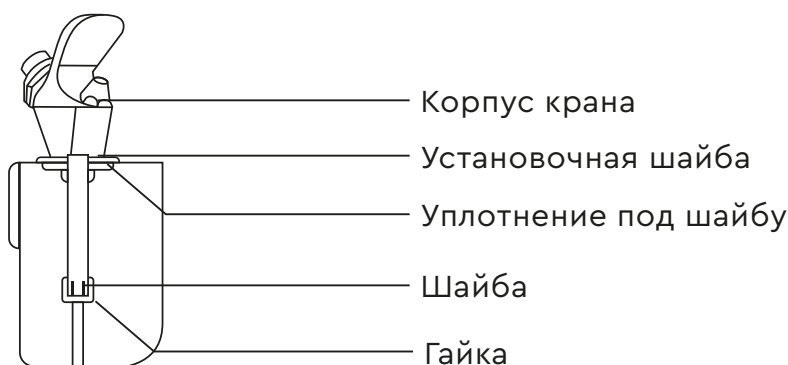 Корпус крана
Установочная шайба
Уплотнение под шайбу
Шайба
Гайка